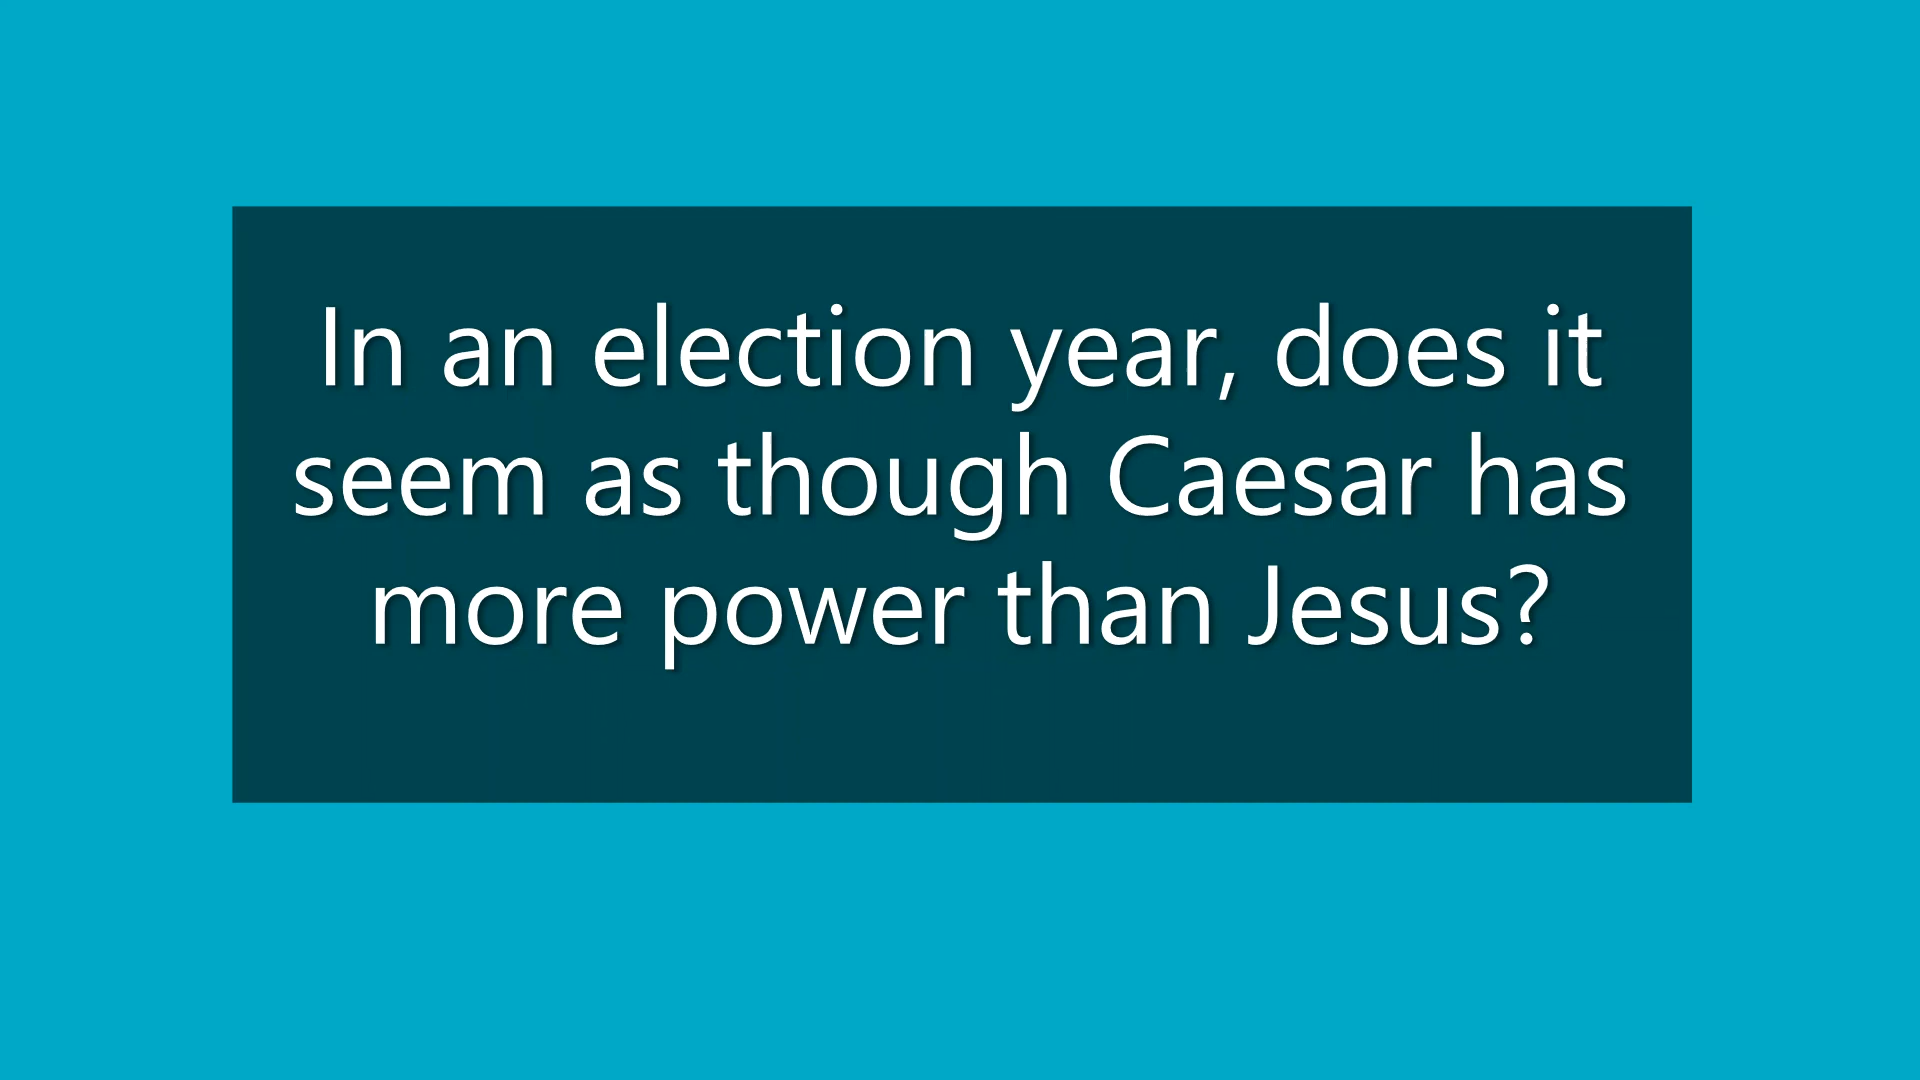 In an election year, does it
seem as though Caesar has
more power than Jesus?